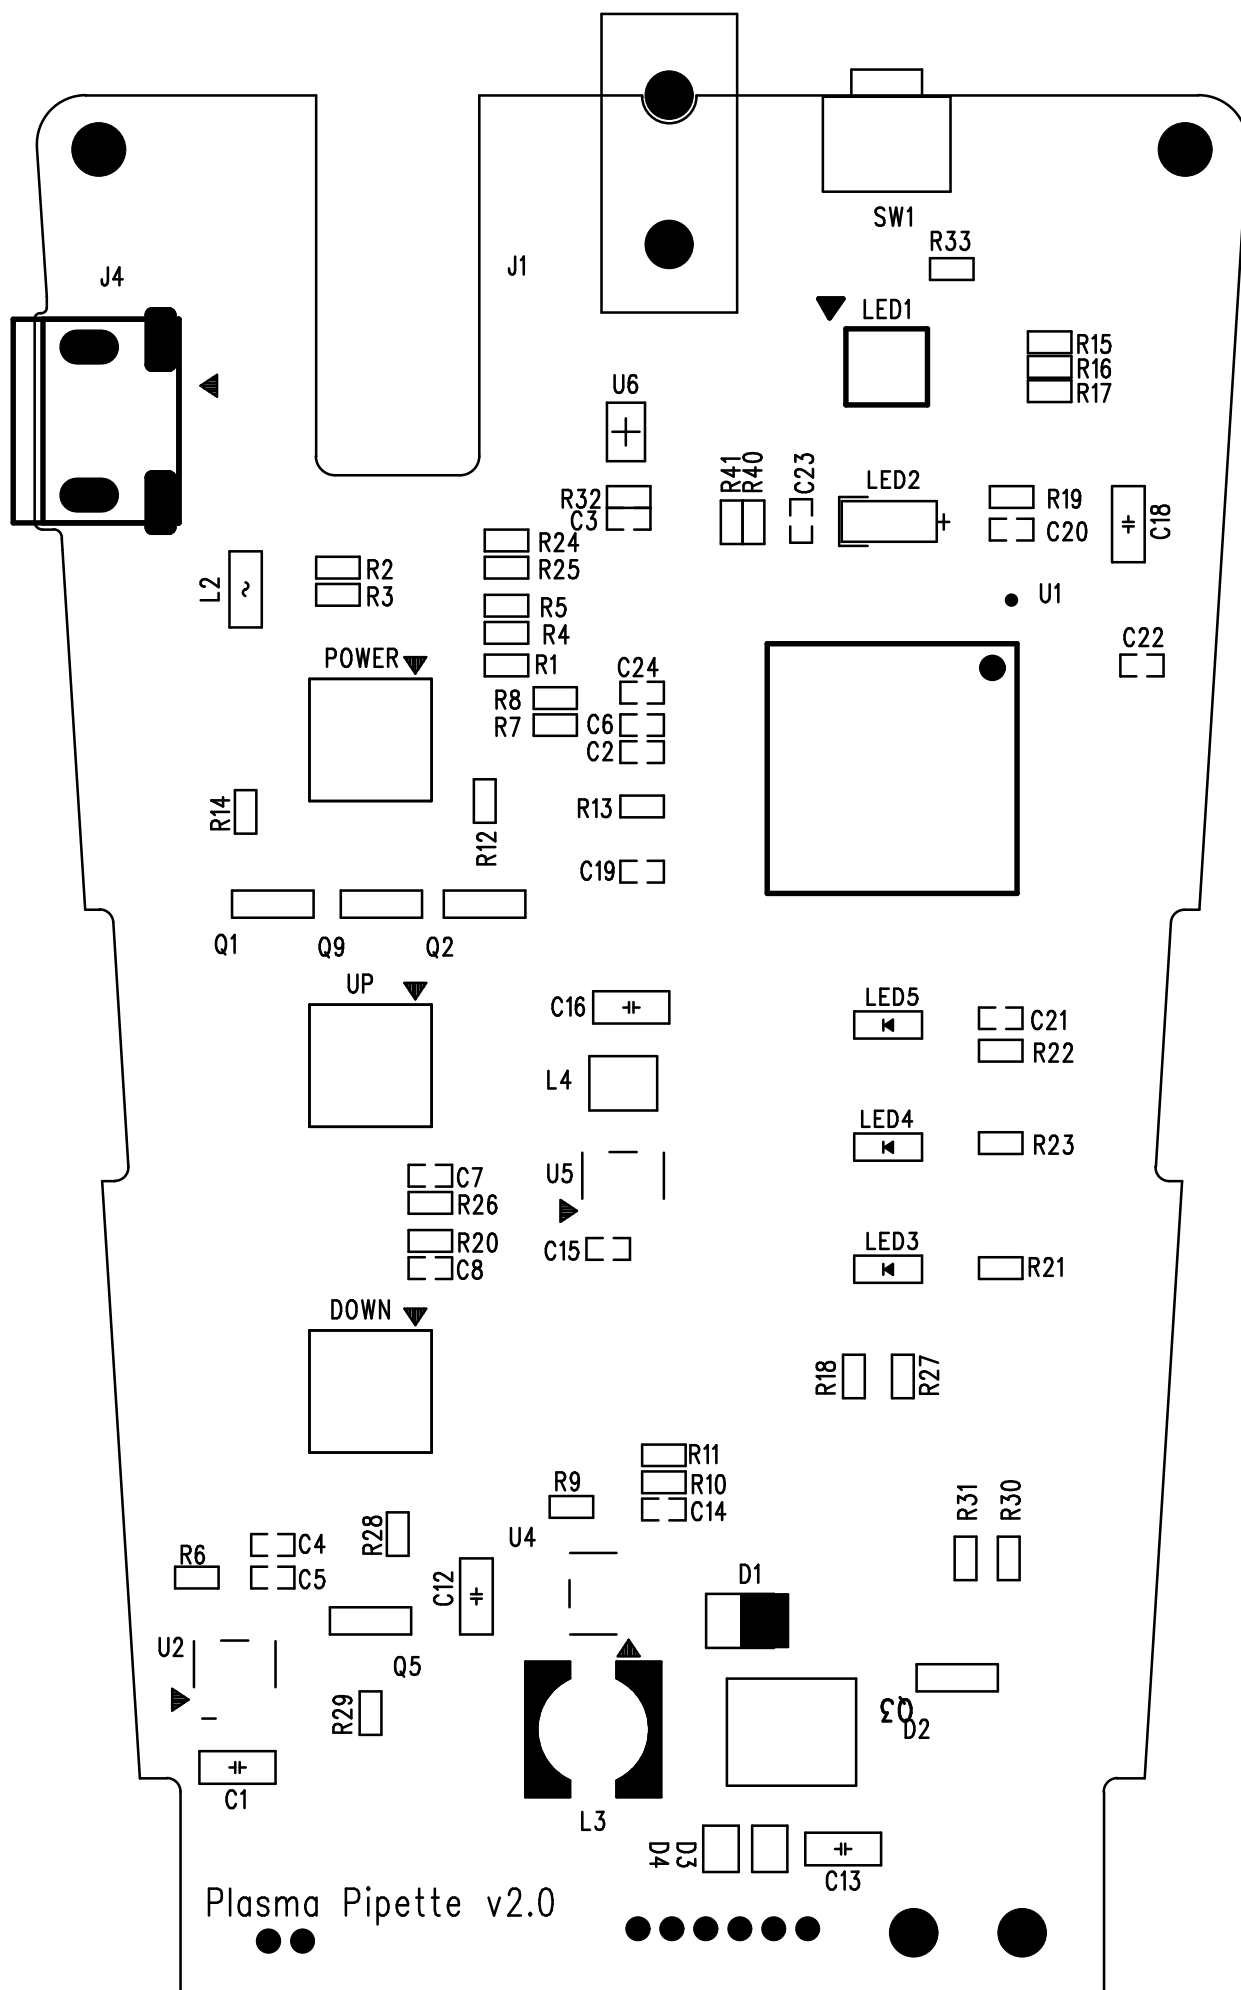 SW1
R33
J1
J4
LED1
R15
R16
R17
U6
R41
R40
C23
LED2
R32
C3
R19
C20
C18
R24
R25
R2
R3
L2
R5
R4
U1
POWER
R1
C24
C22
R8
R7
C6
C2
R14
R12
R13
C19
Q1
Q9
Q2
UP
C16
LED5
C21
R22
L4
LED4
R23
C7
R26
U5
R20
C8
C15
LED3
R21
DOWN
R18
R27
R11
R10
C14
R9
R31
R30
R28
U4
C4
C5
R6
C12
D1
U2
Q5
R29
Q3
D2
C1
L3
D4
D3
C13
Plasma Pipette v2.0